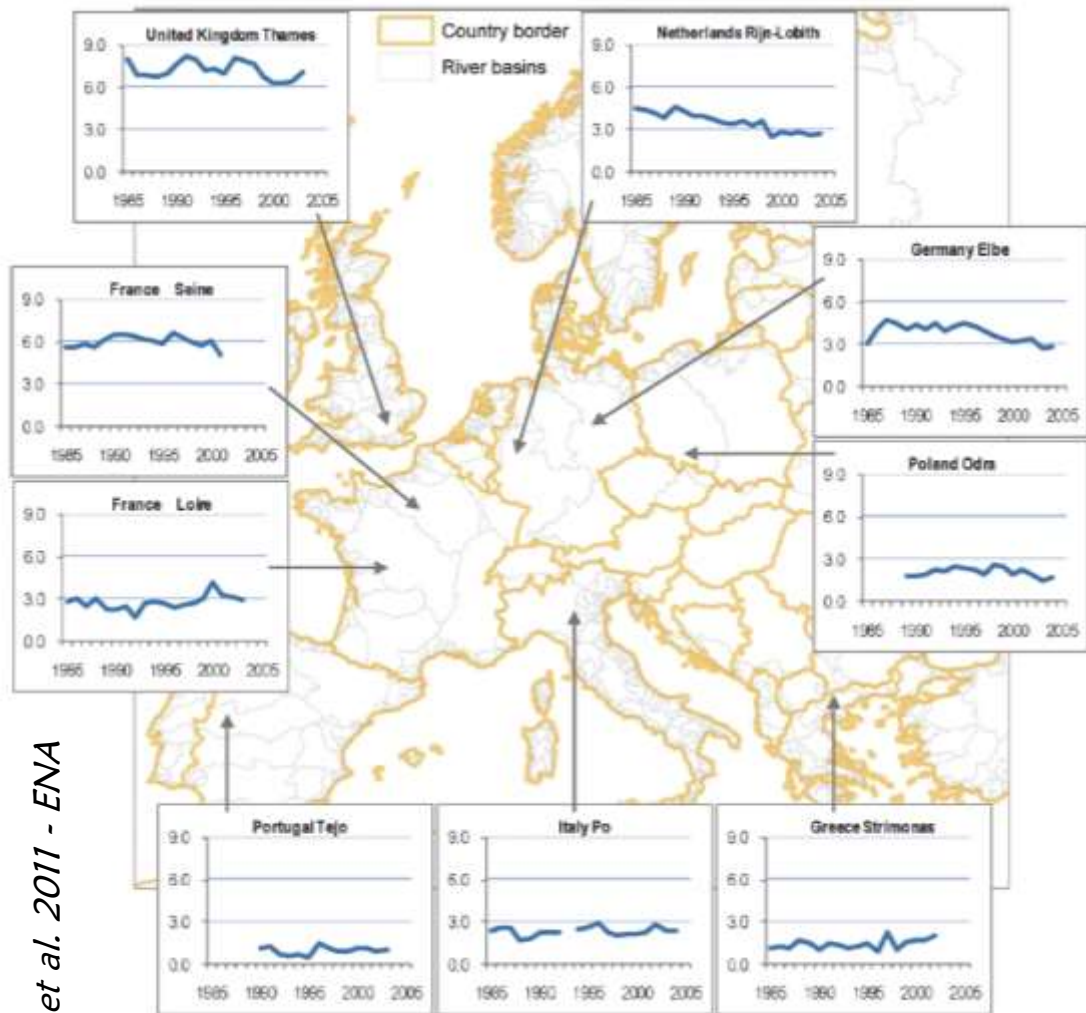 United Kingdom Thames
9.0
6.0
3.0
0.0
1985 1990 1995 2000 2005
Country border
River basins
Netherlands Rijn-Lobith
9.0
6.0
3.0
0.0
1985 1990 1995 2000 2005
France Seine
9.0
6.0
3.0
0.0
1985 1990 1995 2000 2005
Germany Elbe
9.0
6.0
3.0
0.0
1985 1990 1995 2000 2005
France Loire
9.0
6.0
3.0
0.0
1985 1990 1995 2000 2005
Poland Odra
9.0
6.0
3.0
0.0
1985 1990 1995 2000 2005
Portugal Tejo
9.0
6.0
3.0
0.0
1985 1990 1995 2000 2005
Italy Po
9.0
6.0
3.0
0.0
1985 1990 1995 2000 2005
Greece Strimonas
9.0
6.0
3.0
0.0
1985 1990 1995 2000 2005
et al. 2011 - ENA